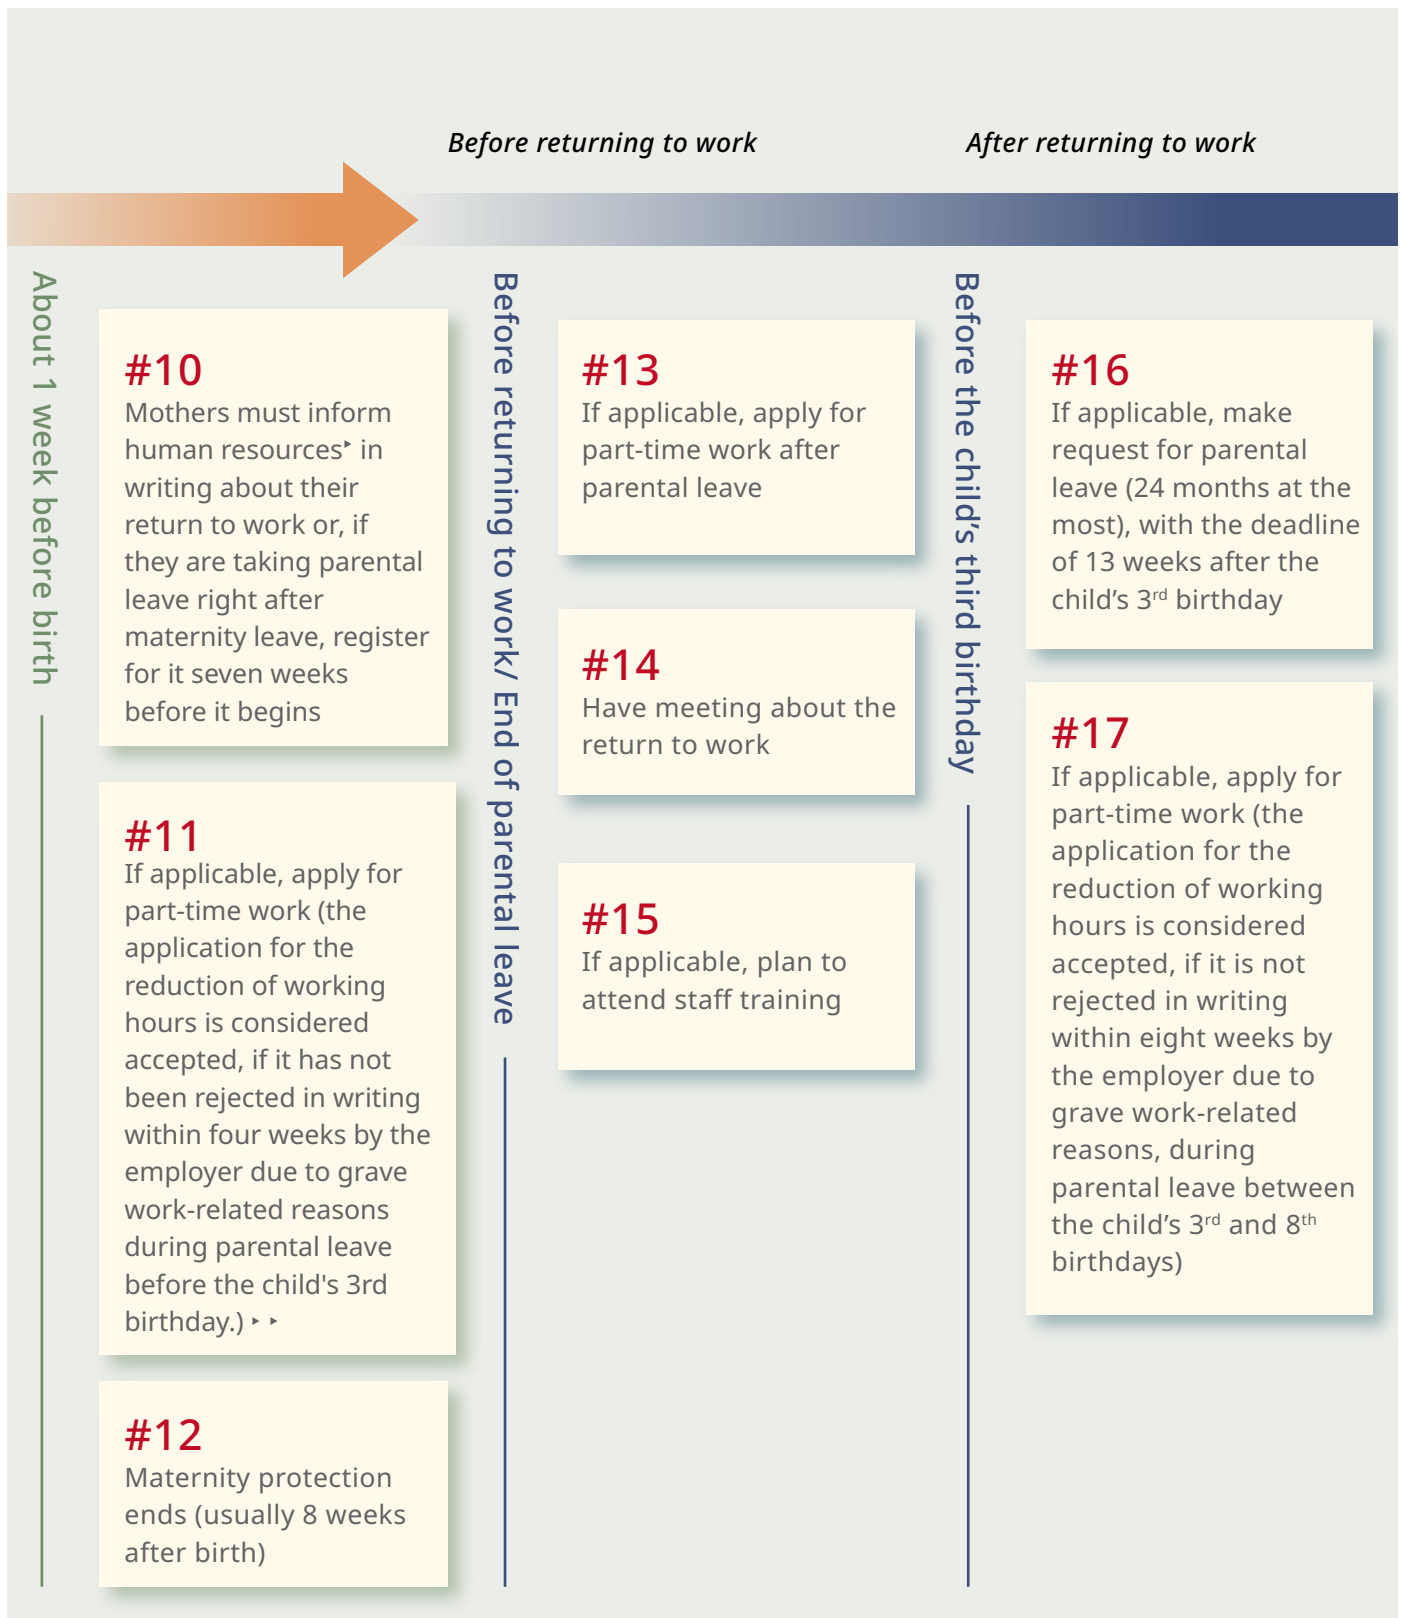 Before returning to work
After returning to work
About 1 week before birth
#10
Mothers must inform
human resources‣ in
writing about their
return to work or, if
they are taking parental
leave right after
maternity leave, register
for it seven weeks
before it begins
#11
If applicable, apply for
part-time work (the
application for the
reduction of working
hours is considered
accepted, if it has not
been rejected in writing
within four weeks by the
employer due to grave
work-related reasons
during parental leave
before the child's 3rd
birthday.) ‣ ‣
#12
Maternity protection
ends (usually 8 weeks
after birth)
Before returning to work/ End of parental leave
#13
If applicable, apply for
part-time work after
parental leave
#14
Have meeting about the
return to work
#15
If applicable, plan to
attend staff training
Before the child’s third birthday
#16
If applicable, make
request for parental
leave (24 months at the
most), with the deadline
of 13 weeks after the
child’s 3rd birthday
#17
If applicable, apply for
part-time work (the
application for the
reduction of working
hours is considered
accepted, if it is not
rejected in writing
within eight weeks by
the employer due to
grave work-related
reasons, during
parental leave between
the child’s 3rd and 8th
birthdays)